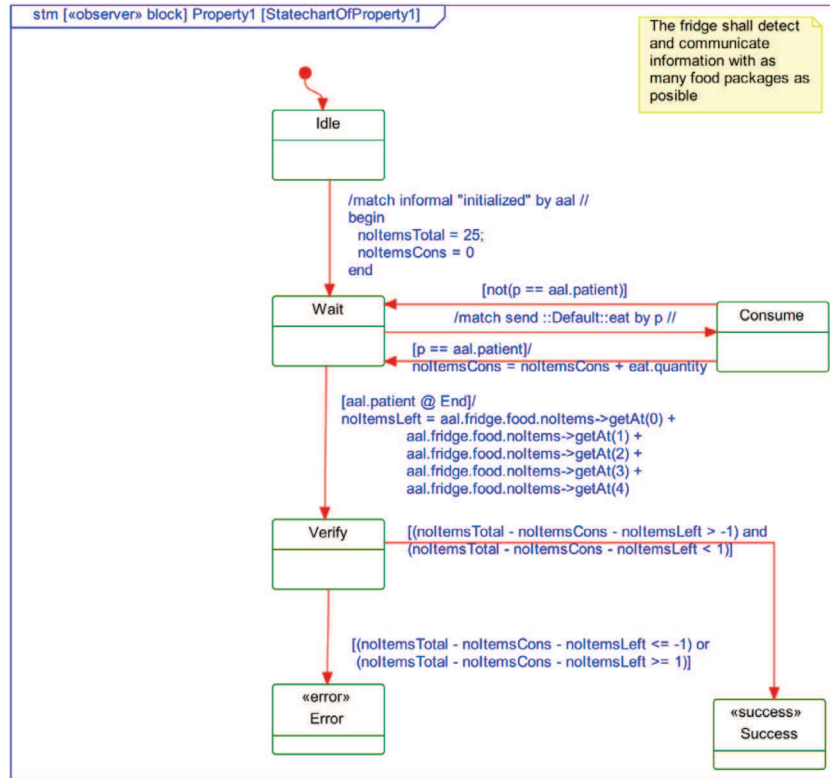 stm [«observer» block] Property1 [StatechartOfProperty1]
The fridge shall detect
and communicate
information with as
many food packages as
posible
Idle
/match informal "initialized" by aal //
begin
noItemsTotal = 25;
noItemsCons = 0
end
[not(p == aal.patient)]
Wait
Consume
/match send ::Default::eat by p //
[p == aal.patient]/
noItemsCons = noItemsCons + eat.quantity
[aal.patient @ End]/
noItemsLeft = aal.fridge.food.noItems->getAt(0) +
aal.fridge.food.noItems->getAt(1) +
aal.fridge.food.noItems->getAt(2) +
aal.fridge.food.noItems->getAt(3) +
aal.fridge.food.noItems->getAt(4)
Verify
[(noItemsTotal - noItemsCons - noItemsLeft > -1) and
(noItemsTotal - noItemsCons - noItemsLeft < 1)]
[(noItemsTotal - noItemsCons - noItemsLeft <= -1) or
(noItemsTotal - noItemsCons - noItemsLeft >= 1)]
«error»
Error
«success»
Success